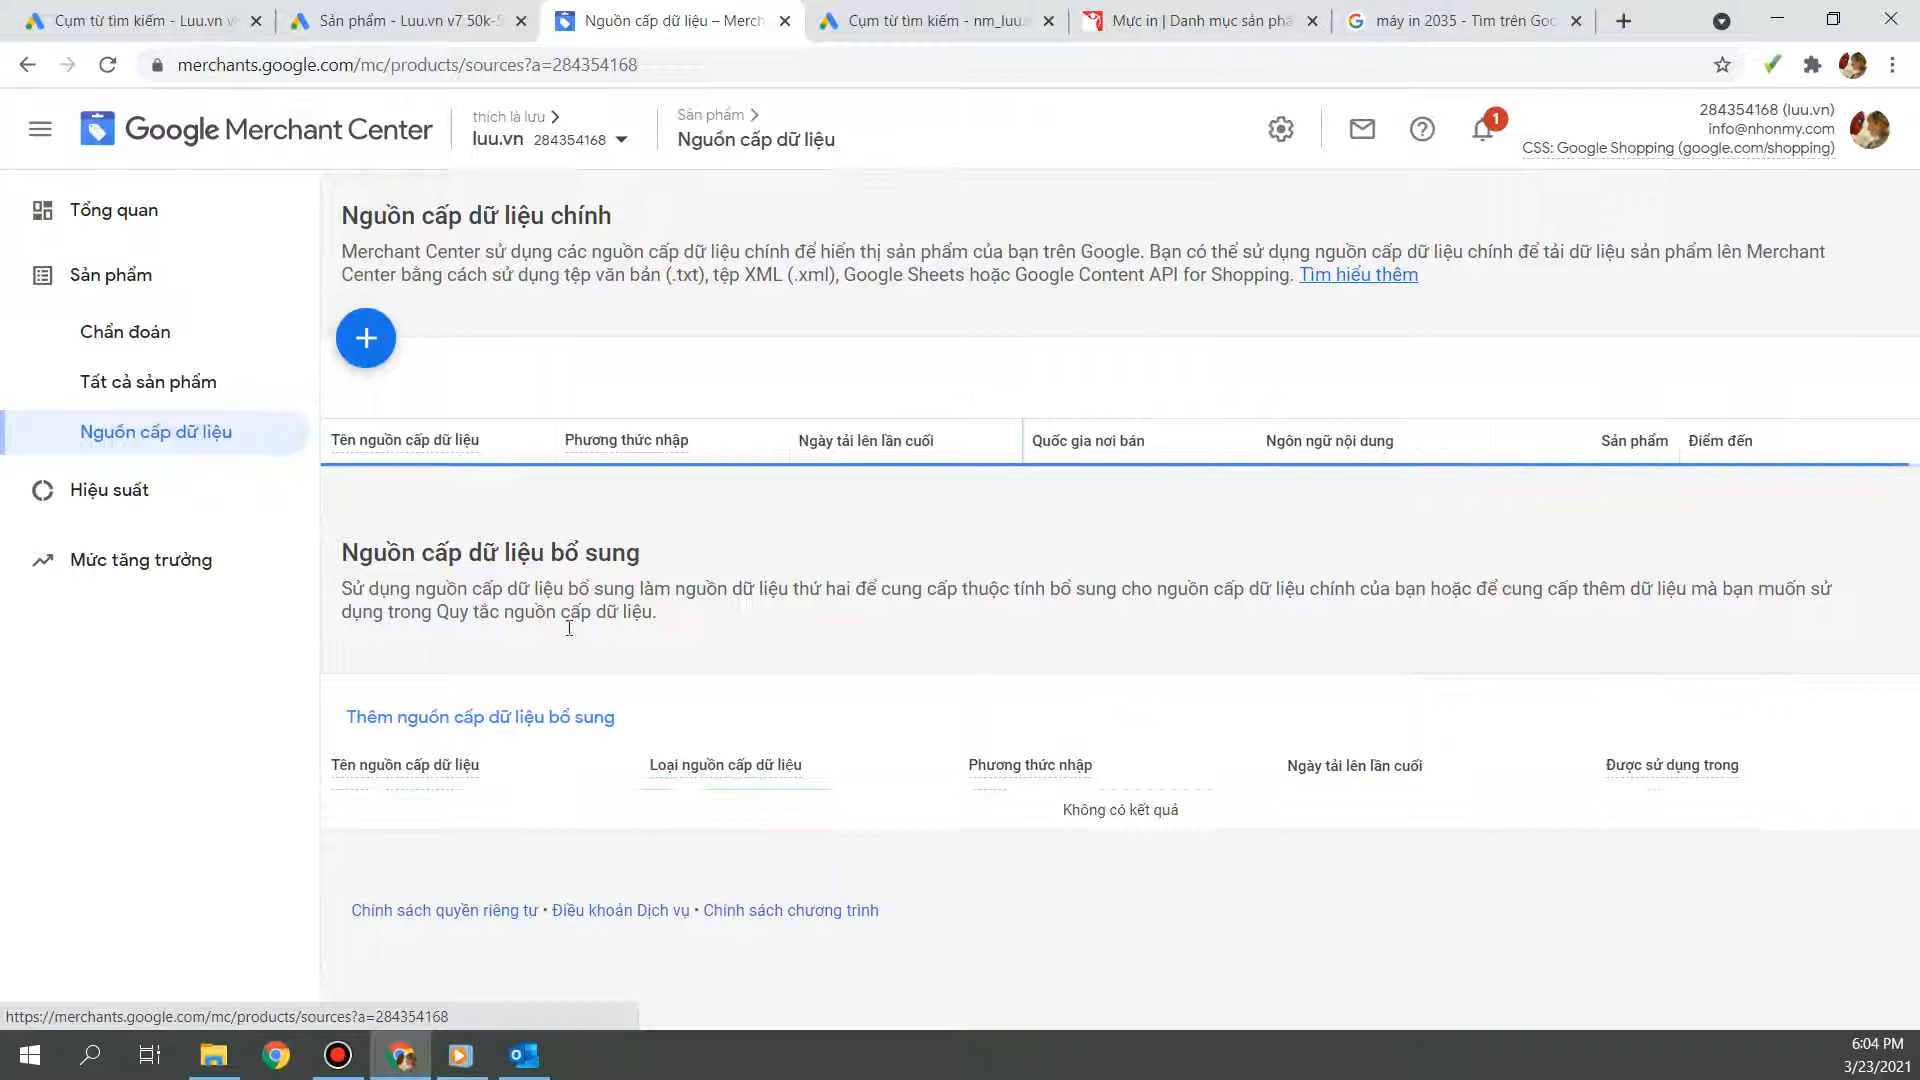 Cụm từ tìm kiếm - Luu.vn v
Sản phẩm - Luu.vn v7 50k-5
Nguồn cấp dữ liệu – Merch
Cụm từ tìm kiếm - nm_luu.
Mực in | Danh mục sản phẩ
máy in 2035 - Tìm trên Goo
merchants.google.com/mc/products/sources?a=284354168
Google Merchant Center
thích là lưu
luu.vn 284354168
Sản phẩm
Nguồn cấp dữ liệu
1
284354168 (luu.vn)
info@nhonmy.com
CSS: Google Shopping (google.com/shopping)
Tổng quan
Sản phẩm
Chẩn đoán
Tất cả sản phẩm
Nguồn cấp dữ liệu
Hiệu suất
Mức tăng trưởng
Nguồn cấp dữ liệu chính
Merchant Center sử dụng các nguồn cấp dữ liệu chính để hiển thị sản phẩm của bạn trên Google. Bạn có thể sử dụng nguồn cấp dữ liệu chính để tải dữ liệu sản phẩm lên Merchant
Center bằng cách sử dụng tệp văn bản (.txt), tệp XML (.xml), Google Sheets hoặc Google Content API for Shopping. Tìm hiểu thêm
Tên nguồn cấp dữ liệu Phương thức nhập Ngày tải lên lần cuối Quốc gia nơi bán Ngôn ngữ nội dung Sản phẩm Điểm đến
Nguồn cấp dữ liệu bổ sung
Sử dụng nguồn cấp dữ liệu bổ sung làm nguồn dữ liệu thứ hai để cung cấp thuộc tính bổ sung cho nguồn cấp dữ liệu chính của bạn hoặc để cung cấp thêm dữ liệu mà bạn muốn sử
dụng trong Quy tắc nguồn cấp dữ liệu.
Thêm nguồn cấp dữ liệu bổ sung
Tên nguồn cấp dữ liệu Loại nguồn cấp dữ liệu Phương thức nhập Ngày tải lên lần cuối Được sử dụng trong
Không có kết quả
Chính sách quyền riêng tư • Điều khoản Dịch vụ • Chính sách chương trình
https://merchants.google.com/mc/products/sources?a=284354168
6:04 PM
3/23/2021